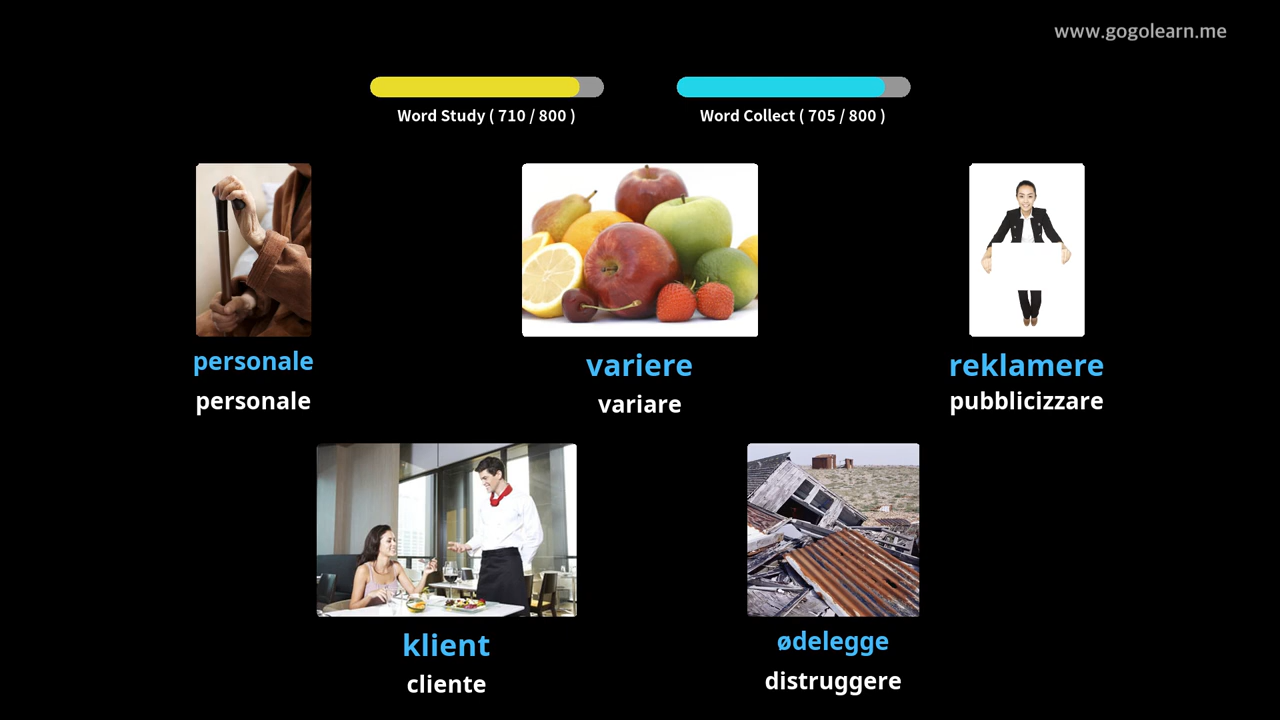 www.gogolearn.me
Word Study ( 710 / 800 )
Word Collect ( 705 / 800 )
personale
personale
variere
variare
reklamere
pubblicizzare
klient
cliente
ødelegge
distruggere